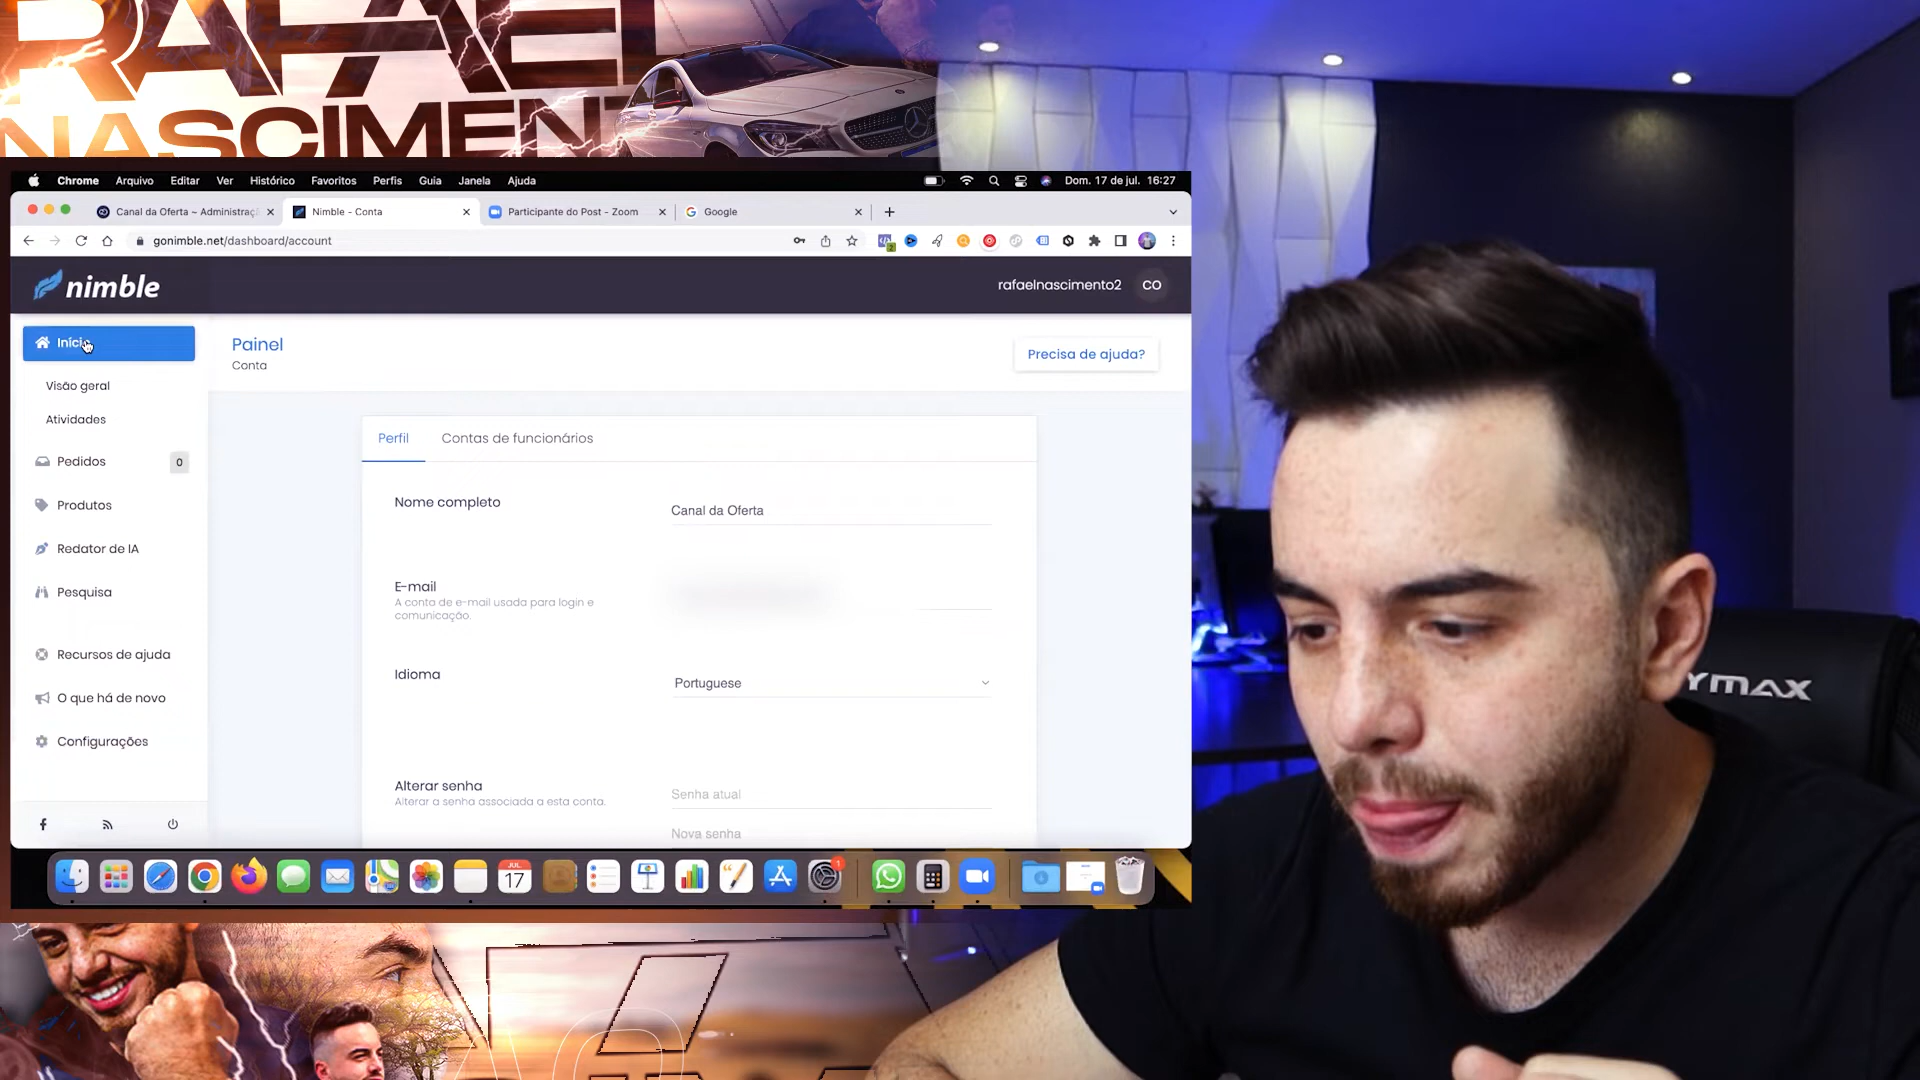 RAFAEL
NASCIMENT
Chrome Arquivo Editar Ver Histórico Favoritos Perfis Guia Janela Ajuda Dom. 17 de jul. 16:27
Canal da Oferta ~ Administraçã Nimble - Conta Participante do Post - Zoom Google
gonimble.net/dashboard/account
nimble rafaelnascimento2 CO
Início
Visão geral
Atividades
Pedidos 0
Produtos
Redator de IA
Pesquisa
Recursos de ajuda
O que há de novo
Configurações
Painel
Conta
Precisa de ajuda?
Perfil Contas de funcionários
Nome completo Canal da Oferta
E-mail
A conta de e-mail usada para login e
comunicação.
Idioma Portuguese
Alterar senha
Alterar a senha associada a esta conta.
Senha atual
Nova senha
JUL
17
1
YMAX